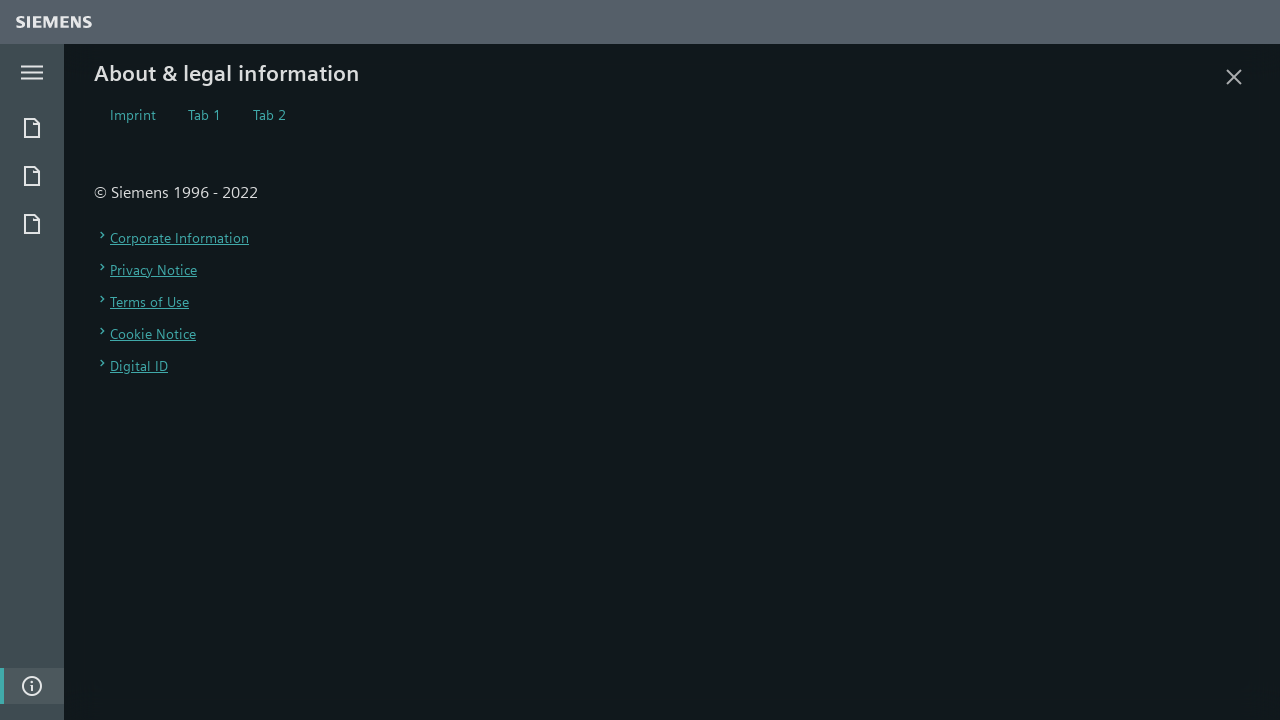 SIEMENS
About & legal information
Imprint
Tab 1
Tab 2
© Siemens 1996 - 2022
Corporate Information
Privacy Notice
Terms of Use
Cookie Notice
Digital ID